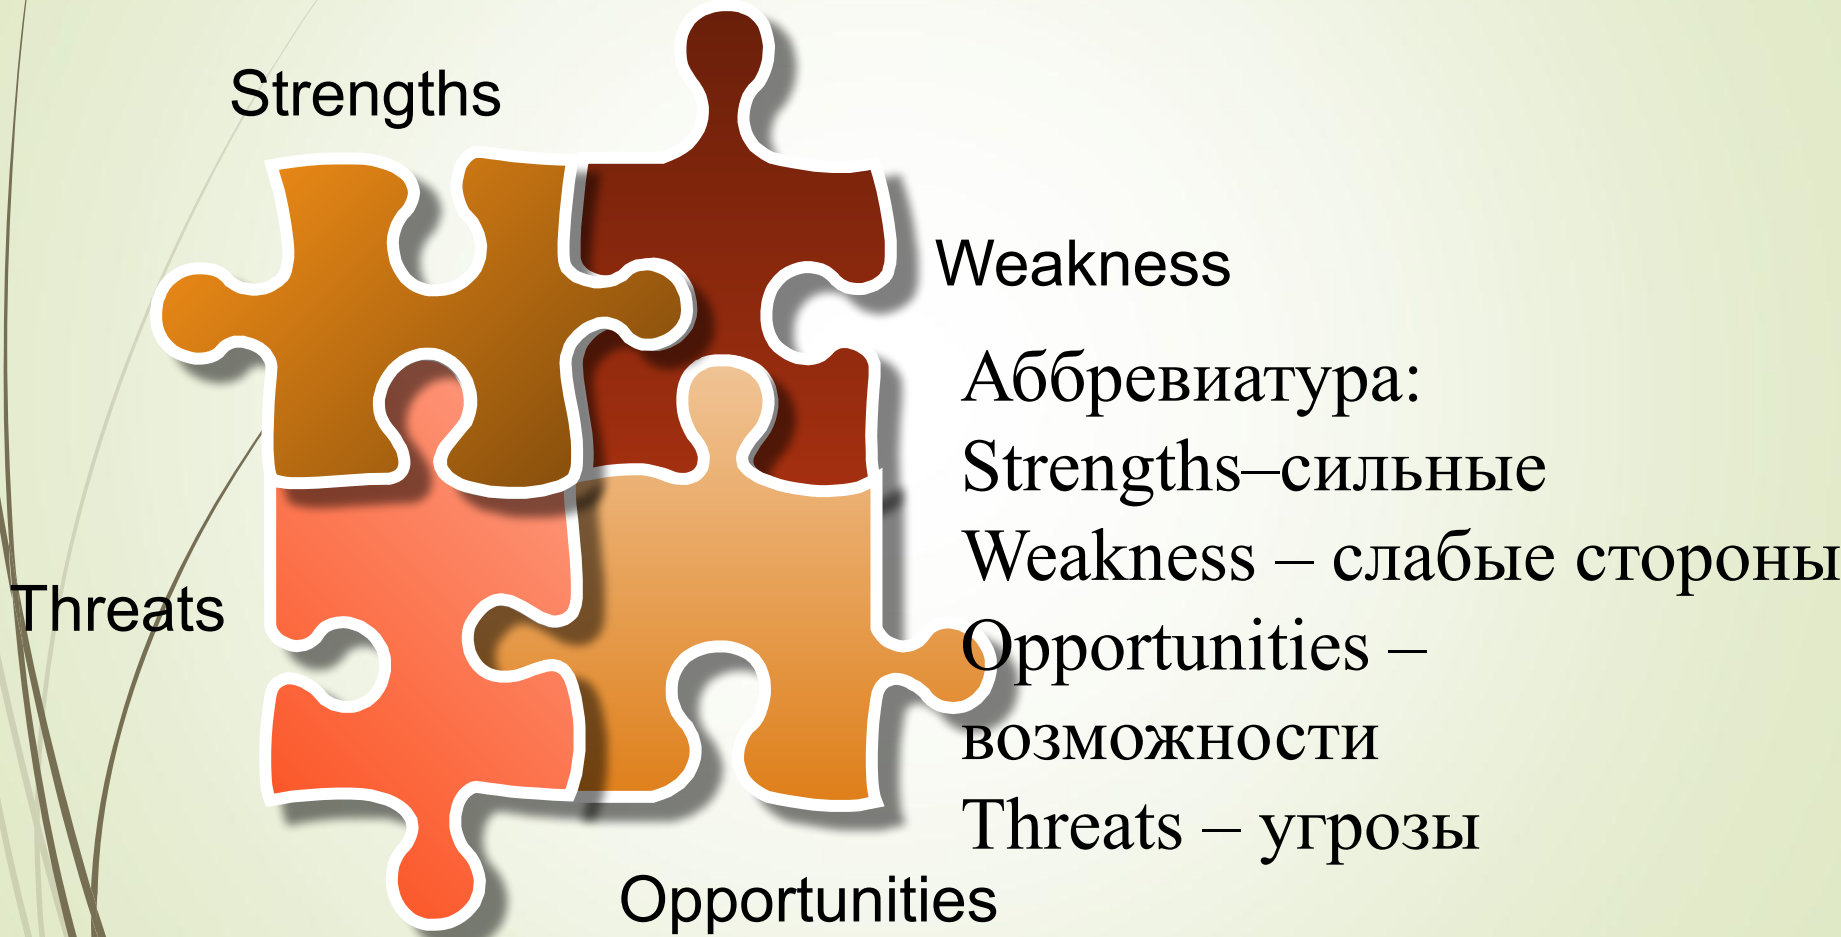 Strengths
Weakness
Аббревиатура:
Strengths–сильные
Weakness – слабые стороны
Opportunities –
возможности
Threats – угрозы
Threats
Opportunities